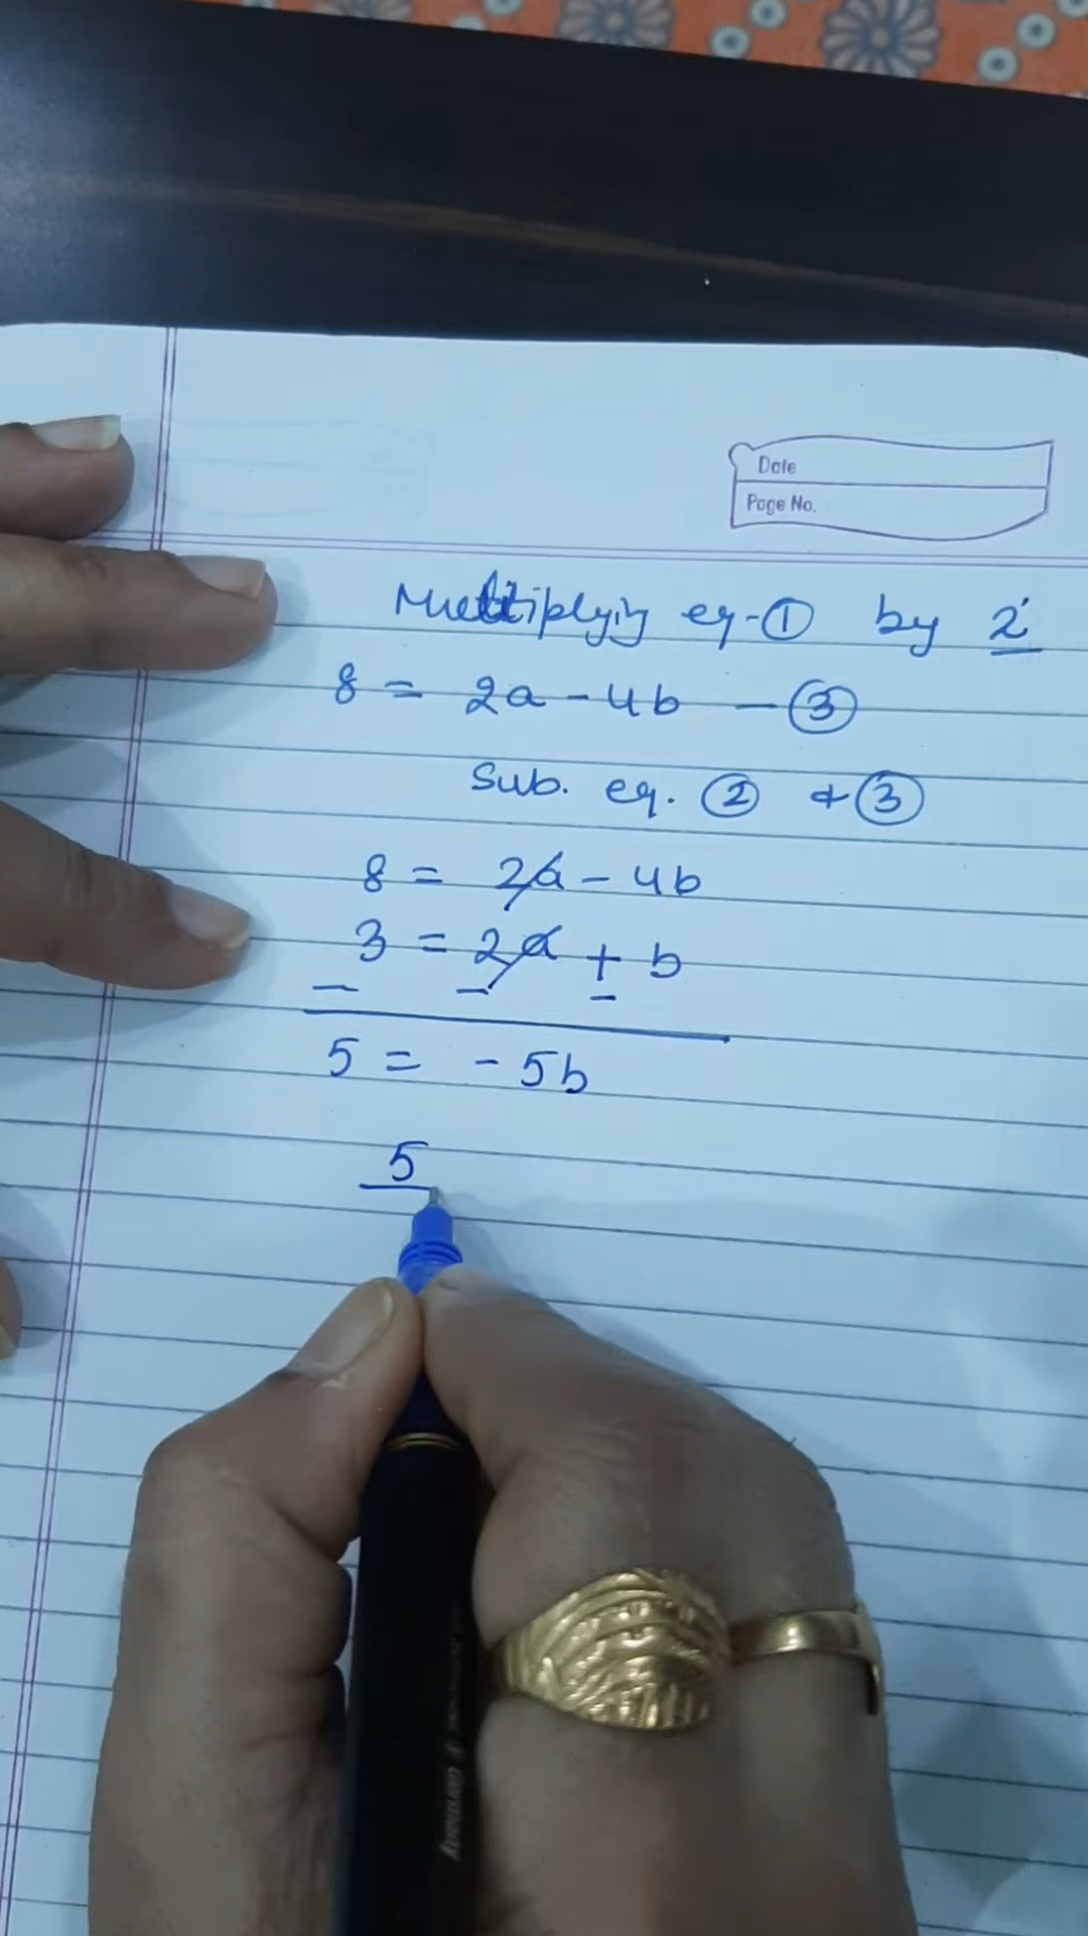 Date
Page No.
Multiplying eq-① by 2
8 = 2a - 4b - ③
Sub. eq. ② & ③
8 = 2a - 4b
3 = 2a + b
- - -
5 = - 5b
5